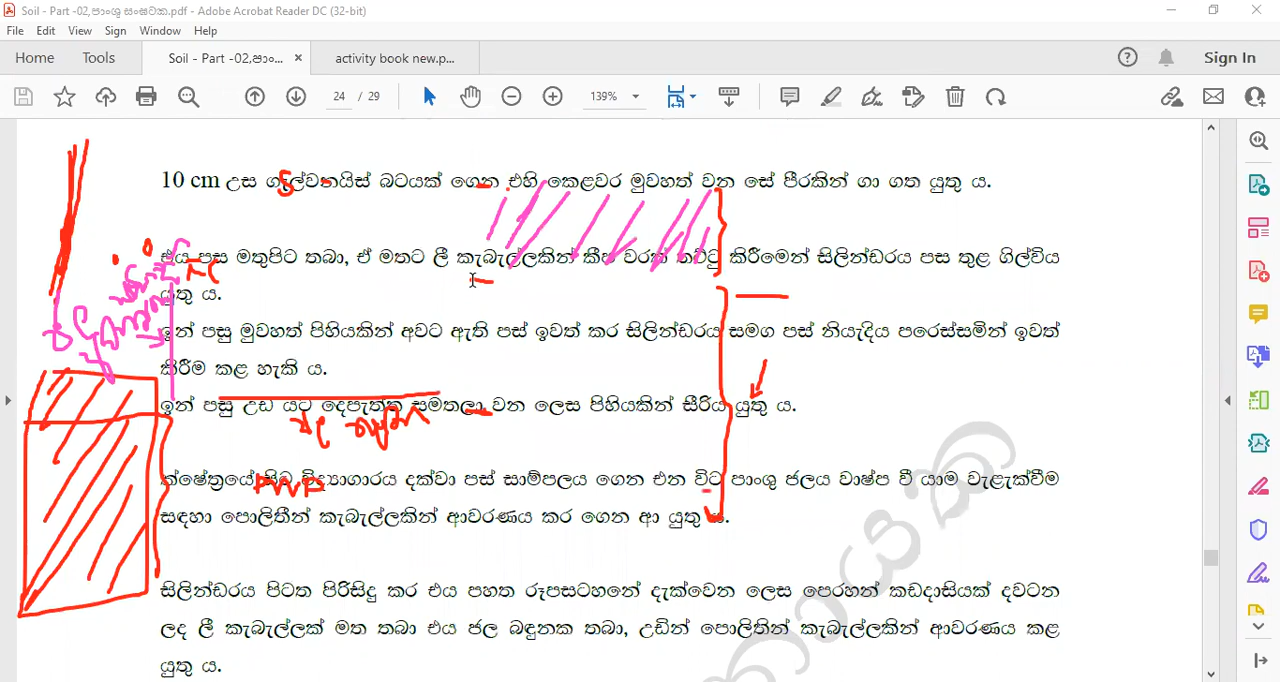 Soil - Part -02,පාංශු සංඝටක.pdf - Adobe Acrobat Reader DC (32-bit)
File Edit View Sign Window Help
Home Tools Soil - Part -02,පාං... × activity book new.p... Sign In
24 / 29 139%
10 cm උස ගැල්වනයිස් බටයක් ගෙන එහි කෙළවර මුවහත් වන සේ පීරකින් ගා ගත යුතු ය.
එය පස මතුපිට තබා, ඒ මතට ලී කැබැල්ලකින් කීප වරක් තට්ටු කිරීමෙන් සිලින්ඩරය පස තුළ ගිල්විය
යුතු ය.
ඉන් පසු මුවහත් පිහියකින් අවට ඇති පස් ඉවත් කර සිලින්ඩරය සමග පස් නියැදිය පරෙස්සමින් ඉවත්
කිරීම කළ හැකි ය.
ඉන් පසු උඩ යට දෙපැත්ත සමතලා වන ලෙස පිහියකින් සීරිය යුතු ය.
ක්ෂේත්‍රයේ සිට විද්‍යාගාරය දක්වා පස් සාම්පලය ගෙන එන විට පාංශු ජලය වාෂ්ප වී යාම වැළැක්වීම
සඳහා පොලිතීන් කැබැල්ලකින් ආවරණය කර ගෙන ආ යුතු ය.
සිලින්ඩරය පිටත පිරිසිදු කර එය පහත රූපසටහනේ දැක්වෙන ලෙස පෙරහන් කඩදාසියක් දවටන
ලද ලී කැබැල්ලක් මත තබා එය ජල බඳුනක තබා, උඩින් පොලිතින් කැබැල්ලකින් ආවරණය කළ
යුතු ය.